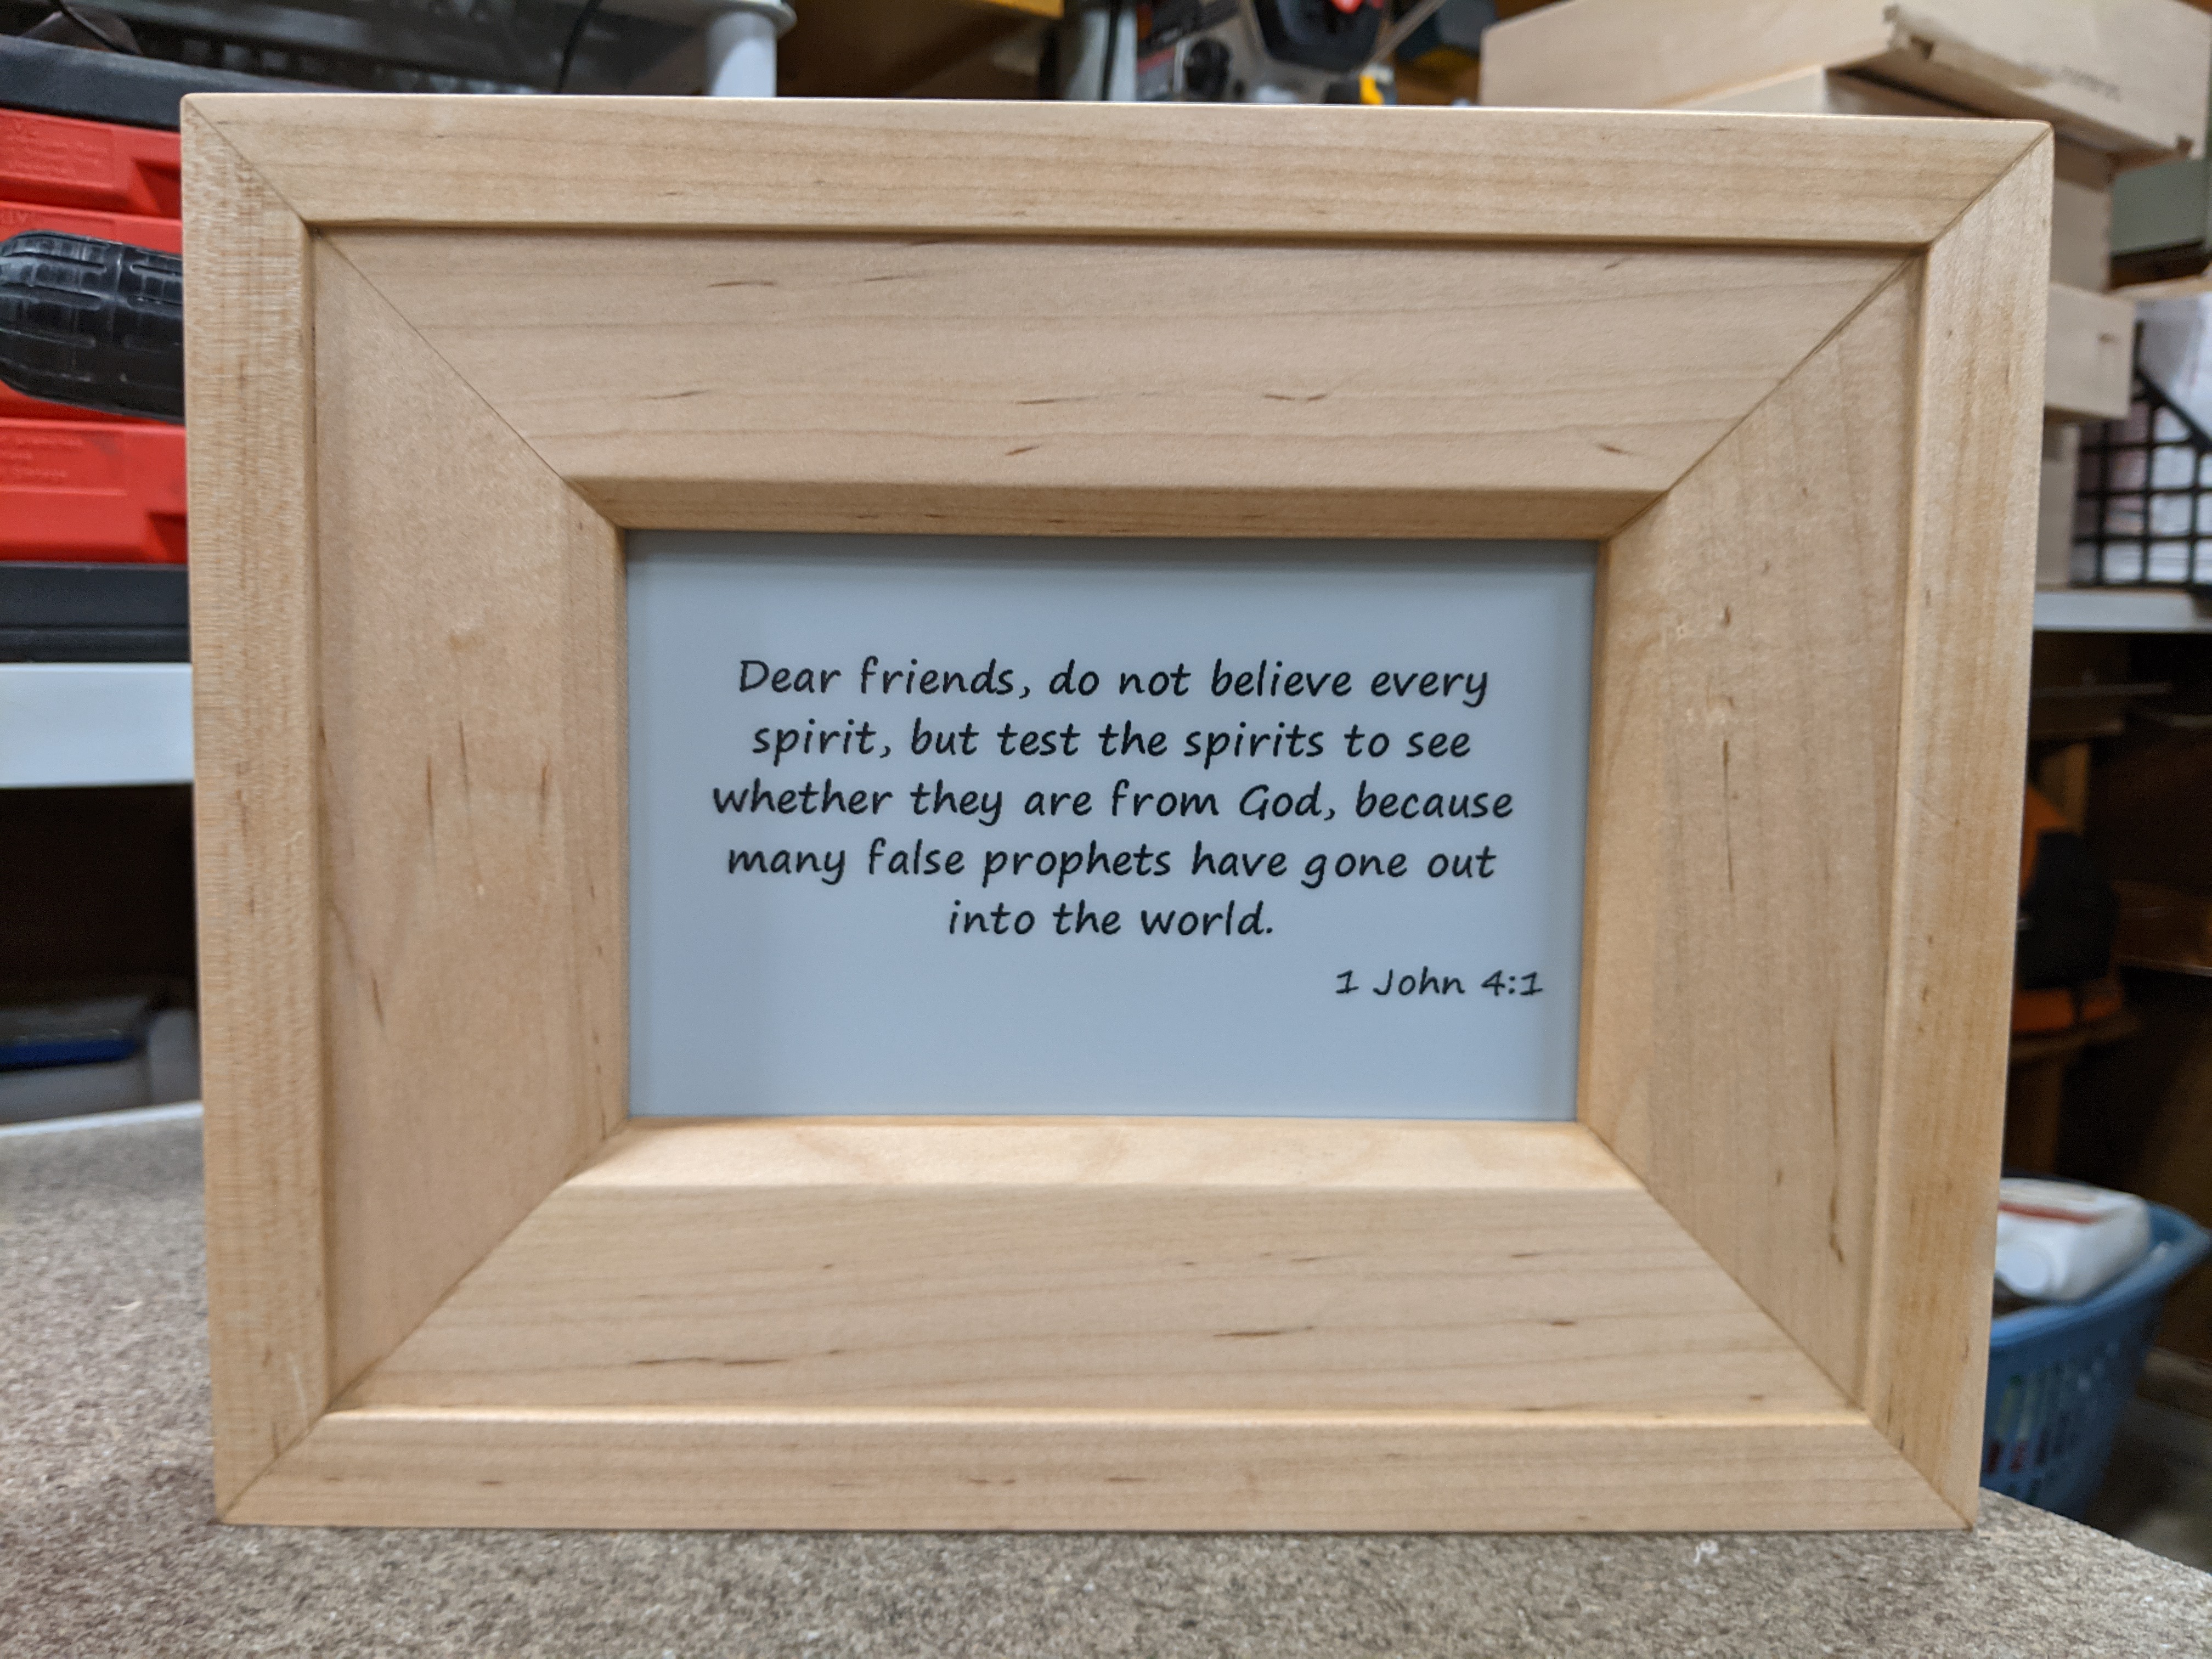 Dear friends, do not believe every
spirit, but test the spirits to see
whether they are from God, because
many false prophets have gone out
into the world.
1 John 4:1